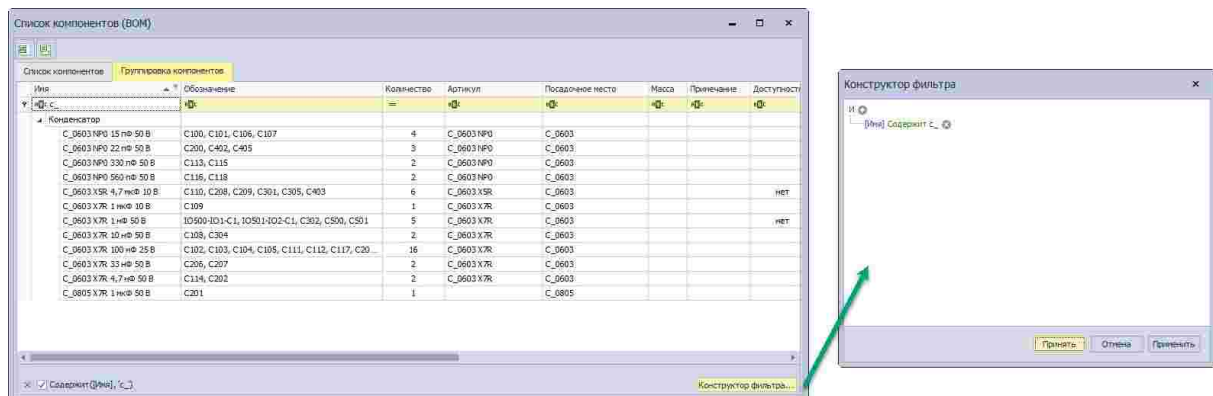 Список компонентов (BOM)
Список компонентов Группировка компонентов
Имя Обозначение Количество Артикул Посадочное место Масса Примечание Доступност
c_ =
Конденсатор
C_0603 NP0 15 пФ 50 В C100, C101, C106, C107 4 C_0603 NP0 C_0603
C_0603 NP0 22 пФ 50 В C200, C402, C405 3 C_0603 NP0 C_0603
C_0603 NP0 330 пФ 50 В C113, C115 2 C_0603 NP0 C_0603
C_0603 NP0 560 пФ 50 В C116, C118 2 C_0603 NP0 C_0603
C_0603 X5R 4,7 мкФ 10 В C110, C208, C209, C301, C305, C403 6 C_0603 X5R C_0603 нет
C_0603 X7R 1 мкФ 10 В C109 1 C_0603 X7R C_0603
C_0603 X7R 1 нФ 50 В IO500-IO1-C1, IO501-IO2-C1, C302, C500, C501 5 C_0603 X7R C_0603 нет
C_0603 X7R 10 нФ 50 В C108, C304 2 C_0603 X7R C_0603
C_0603 X7R 100 нФ 25 В C102, C103, C104, C105, C111, C112, C117, C20... 16 C_0603 X7R C_0603
C_0603 X7R 33 нФ 50 В C206, C207 2 C_0603 X7R C_0603
C_0603 X7R 4,7 нФ 50 В C114, C202 2 C_0603 X7R C_0603
C_0805 X7R 1 мкФ 50 В C201 1 C_0805
Содержит([Имя], 'c_') Конструктор фильтра...
Конструктор фильтра
И
[Имя] Содержит c_
Принять Отмена Применить